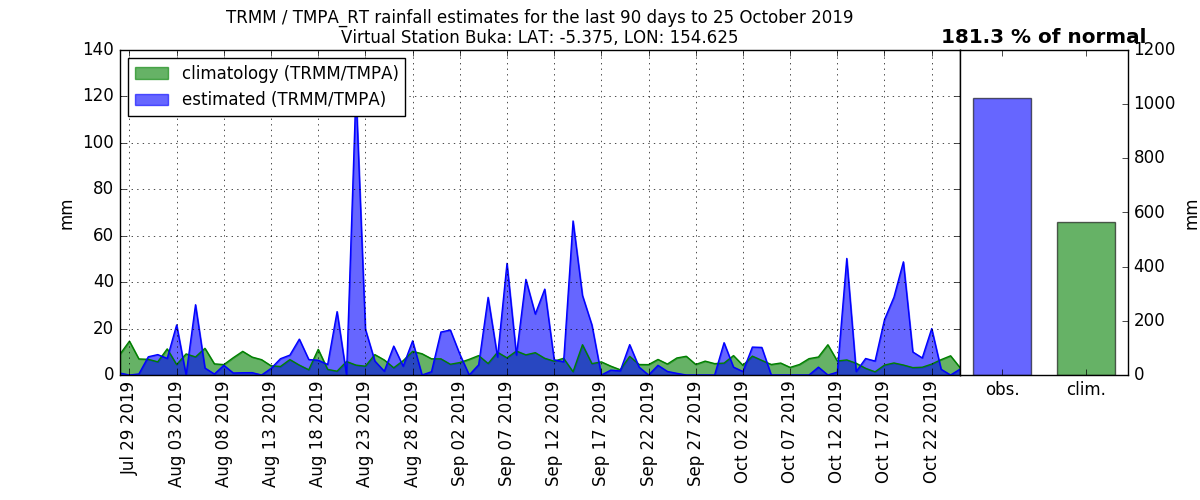 TRMM / TMPA_RT rainfall estimates for the last 90 days to 25 October 2019
Virtual Station Buka: LAT: -5.375, LON: 154.625
181.3 % of normal
climatology (TRMM/TMPA)
estimated (TRMM/TMPA)
mm
140
120
100
80
60
40
20
0
Jul 29 2019
Aug 03 2019
Aug 08 2019
Aug 13 2019
Aug 18 2019
Aug 23 2019
Aug 28 2019
Sep 02 2019
Sep 07 2019
Sep 12 2019
Sep 17 2019
Sep 22 2019
Sep 27 2019
Oct 02 2019
Oct 07 2019
Oct 12 2019
Oct 17 2019
Oct 22 2019
1200
1000
800
600
400
200
0
mm
obs.
clim.